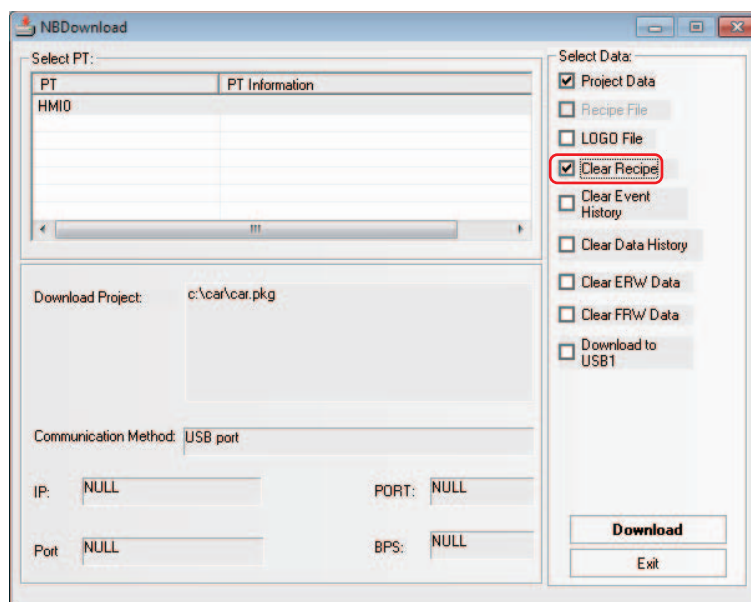 NBDownload
Select PT:
PT PT Information
HMI0
Download Project: c:\car\car.pkg
Communication Method: USB port
IP: NULL PORT: NULL
Port NULL BPS: NULL
Select Data:
Project Data
Recipe File
LOGO File
Clear Recipe
Clear Event
History
Clear Data History
Clear ERW Data
Clear FRW Data
Download to
USB1
Download
Exit